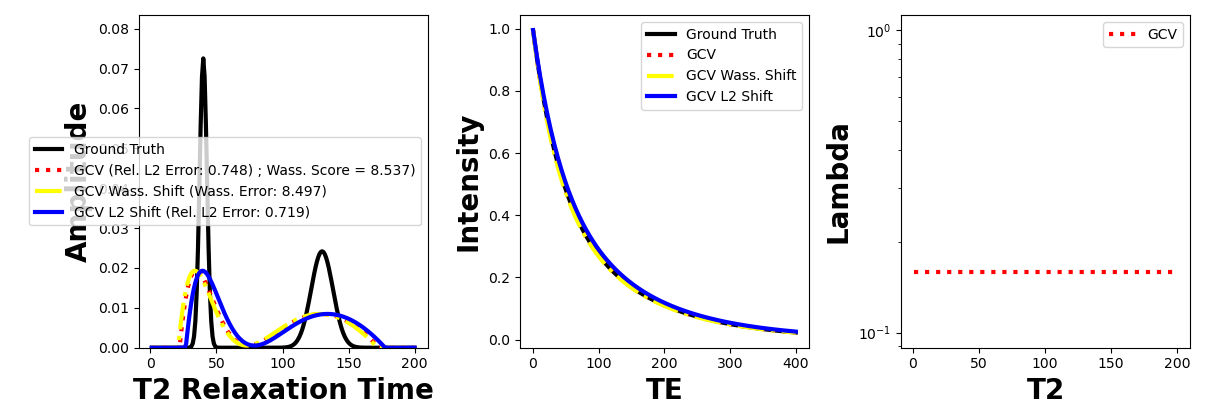 0.08
0.07
0.06
0.03
0.02
0.01
0.00
Amplitude
Ground Truth
GCV (Rel. L2 Error: 0.748) ; Wass. Score = 8.537)
GCV Wass. Shift (Wass. Error: 8.497)
GCV L2 Shift (Rel. L2 Error: 0.719)
0
50
100
150
200
T2 Relaxation Time
1.0
0.8
0.6
0.4
0.2
0.0
Intensity
Ground Truth
GCV
GCV Wass. Shift
GCV L2 Shift
0
100
200
300
400
TE
10⁰
10⁻¹
Lambda
GCV
0
50
100
150
200
T2